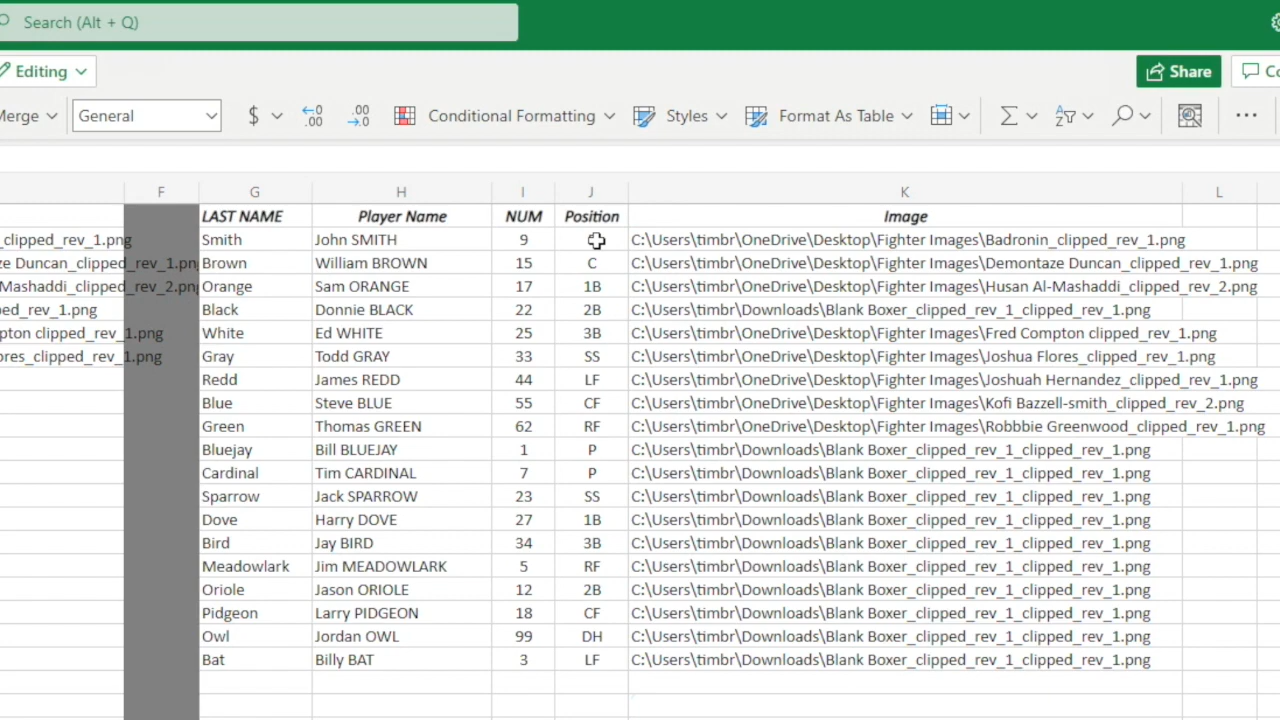 Search (Alt + Q)
Editing Share Co
Merge General $ .00 .00 Conditional Formatting Styles Format As Table
F G H I J K L
LAST NAME Player Name NUM Position Image
_clipped_rev_1.png Smith John SMITH 9 C:\Users\timbr\OneDrive\Desktop\Fighter Images\Badronin_clipped_rev_1.png
ze Duncan_clipped_rev_1.png Brown William BROWN 15 C C:\Users\timbr\OneDrive\Desktop\Fighter Images\Demontaze Duncan_clipped_rev_1.png
Mashaddi_clipped_rev_2.png Orange Sam ORANGE 17 1B C:\Users\timbr\OneDrive\Desktop\Fighter Images\Husan Al-Mashaddi_clipped_rev_2.png
ped_rev_1.png Black Donnie BLACK 22 2B C:\Users\timbr\Downloads\Blank Boxer_clipped_rev_1_clipped_rev_1.png
pton clipped_rev_1.png White Ed WHITE 25 3B C:\Users\timbr\OneDrive\Desktop\Fighter Images\Fred Compton clipped_rev_1.png
ores_clipped_rev_1.png Gray Todd GRAY 33 SS C:\Users\timbr\OneDrive\Desktop\Fighter Images\Joshua Flores_clipped_rev_1.png
Redd James REDD 44 LF C:\Users\timbr\OneDrive\Desktop\Fighter Images\Joshuah Hernandez_clipped_rev_1.png
Blue Steve BLUE 55 CF C:\Users\timbr\OneDrive\Desktop\Fighter Images\Kofi Bazzell-smith_clipped_rev_2.png
Green Thomas GREEN 62 RF C:\Users\timbr\OneDrive\Desktop\Fighter Images\Robbbie Greenwood_clipped_rev_1.png
Bluejay Bill BLUEJAY 1 P C:\Users\timbr\Downloads\Blank Boxer_clipped_rev_1_clipped_rev_1.png
Cardinal Tim CARDINAL 7 P C:\Users\timbr\Downloads\Blank Boxer_clipped_rev_1_clipped_rev_1.png
Sparrow Jack SPARROW 23 SS C:\Users\timbr\Downloads\Blank Boxer_clipped_rev_1_clipped_rev_1.png
Dove Harry DOVE 27 1B C:\Users\timbr\Downloads\Blank Boxer_clipped_rev_1_clipped_rev_1.png
Bird Jay BIRD 34 3B C:\Users\timbr\Downloads\Blank Boxer_clipped_rev_1_clipped_rev_1.png
Meadowlark Jim MEADOWLARK 5 RF C:\Users\timbr\Downloads\Blank Boxer_clipped_rev_1_clipped_rev_1.png
Oriole Jason ORIOLE 12 2B C:\Users\timbr\Downloads\Blank Boxer_clipped_rev_1_clipped_rev_1.png
Pidgeon Larry PIDGEON 18 CF C:\Users\timbr\Downloads\Blank Boxer_clipped_rev_1_clipped_rev_1.png
Owl Jordan OWL 99 DH C:\Users\timbr\Downloads\Blank Boxer_clipped_rev_1_clipped_rev_1.png
Bat Billy BAT 3 LF C:\Users\timbr\Downloads\Blank Boxer_clipped_rev_1_clipped_rev_1.png